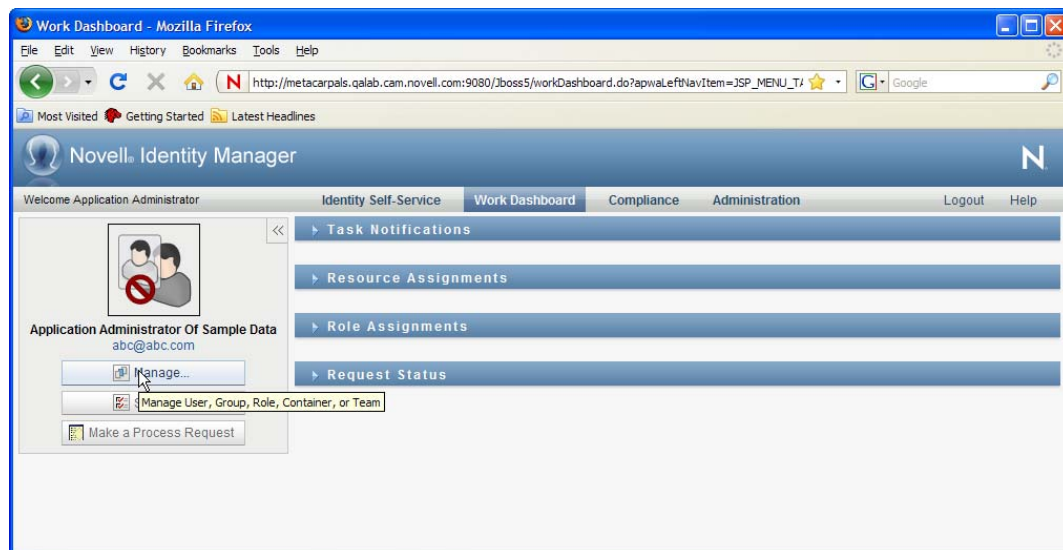 Work Dashboard - Mozilla Firefox
File Edit View History Bookmarks Tools Help
N http://metacarpals.qalab.cam.novell.com:9080/Jboss5/workDashboard.do?apwaLeftNavItem=JSP_MENU_TA G Google
Most Visited Getting Started Latest Headlines
Novell® Identity Manager N
Welcome Application Administrator Identity Self-Service Work Dashboard Compliance Administration Logout Help
Task Notifications
Resource Assignments
Role Assignments
Request Status
Application Administrator Of Sample Data
abc@abc.com
Manage...
Manage User, Group, Role, Container, or Team
Make a Process Request